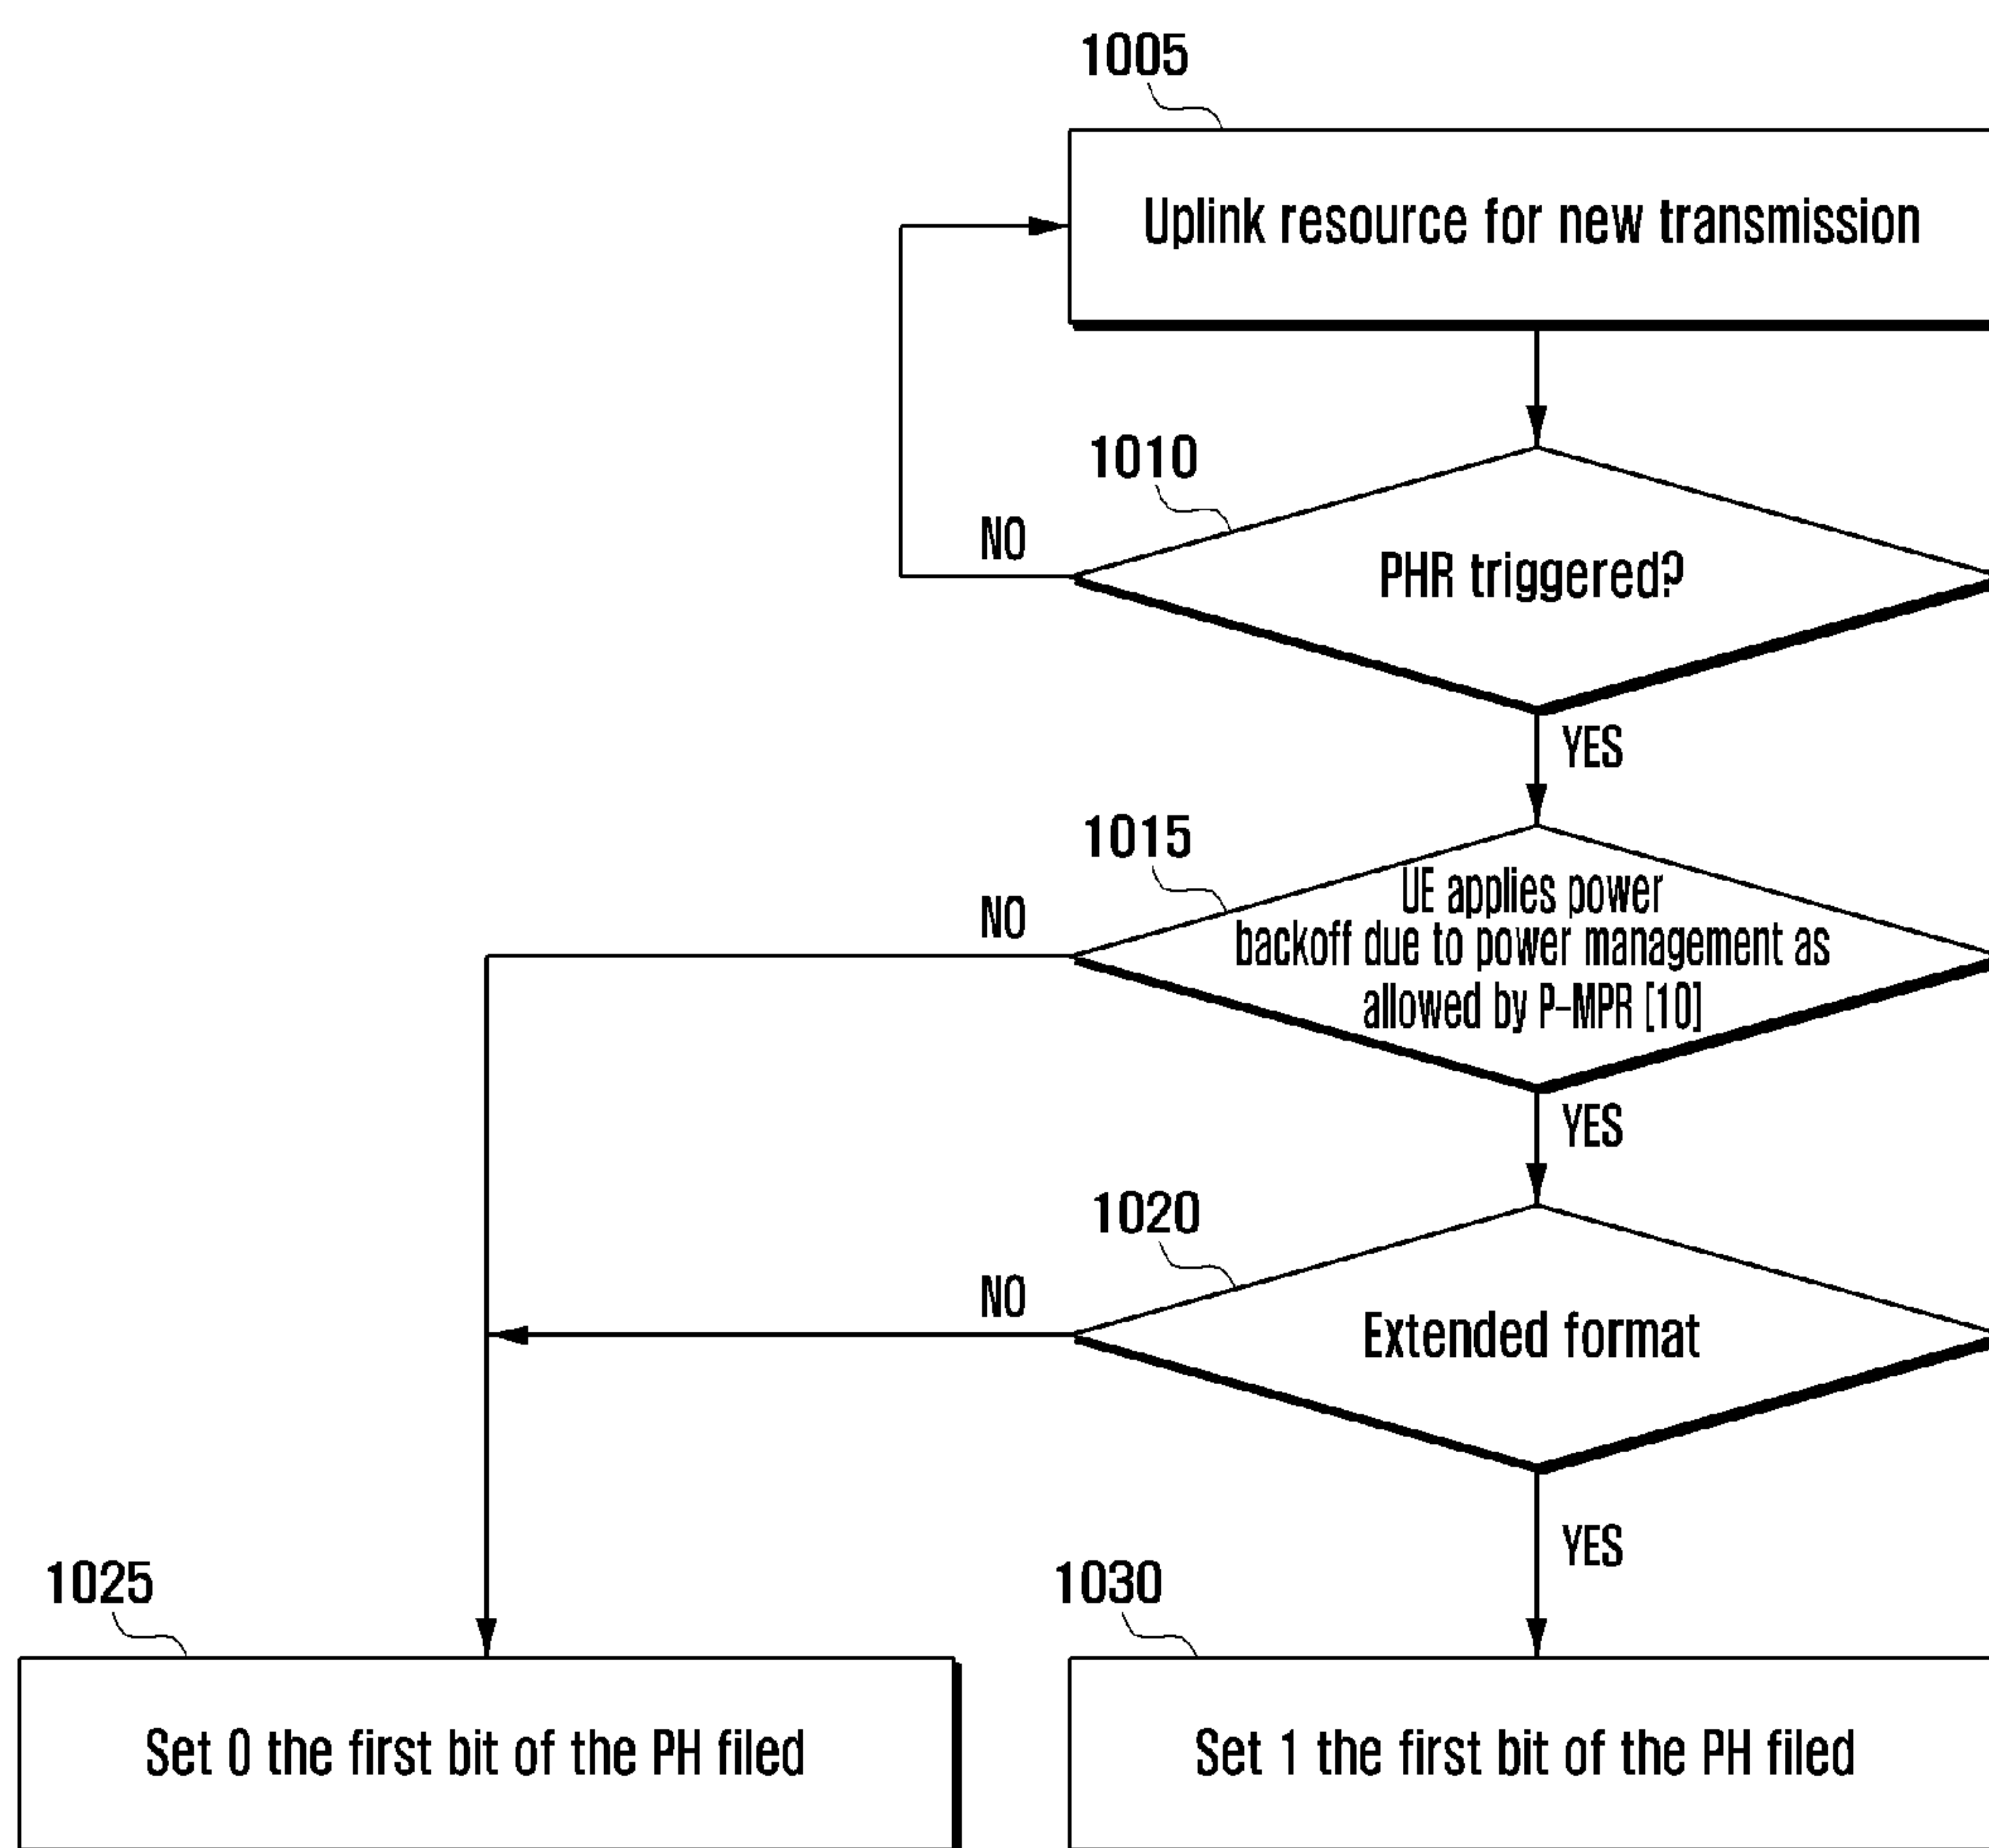 1005
Uplink resource for new transmission
1010
NO
PHR triggered?
YES
1015
NO
UE applies power
backoff due to power management as
allowed by P-MPR [10]
YES
1020
NO
Extended format
YES
1025
1030
Set 0 the first bit of the PH filed
Set 1 the first bit of the PH filed